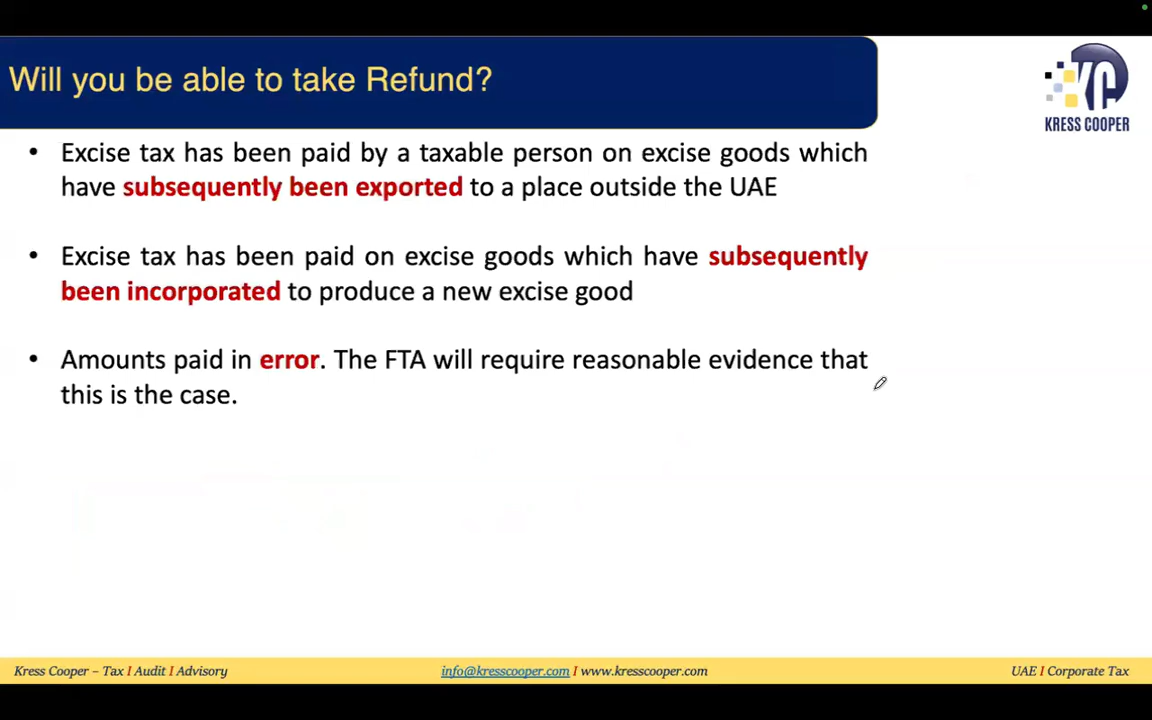 Will you be able to take Refund?
KC
KRESS COOPER
• Excise tax has been paid by a taxable person on excise goods which
have subsequently been exported to a place outside the UAE
• Excise tax has been paid on excise goods which have subsequently
been incorporated to produce a new excise good
• Amounts paid in error. The FTA will require reasonable evidence that
this is the case.
Kress Cooper – Tax I Audit I Advisory
info@kresscooper.com I www.kresscooper.com
UAE I Corporate Tax